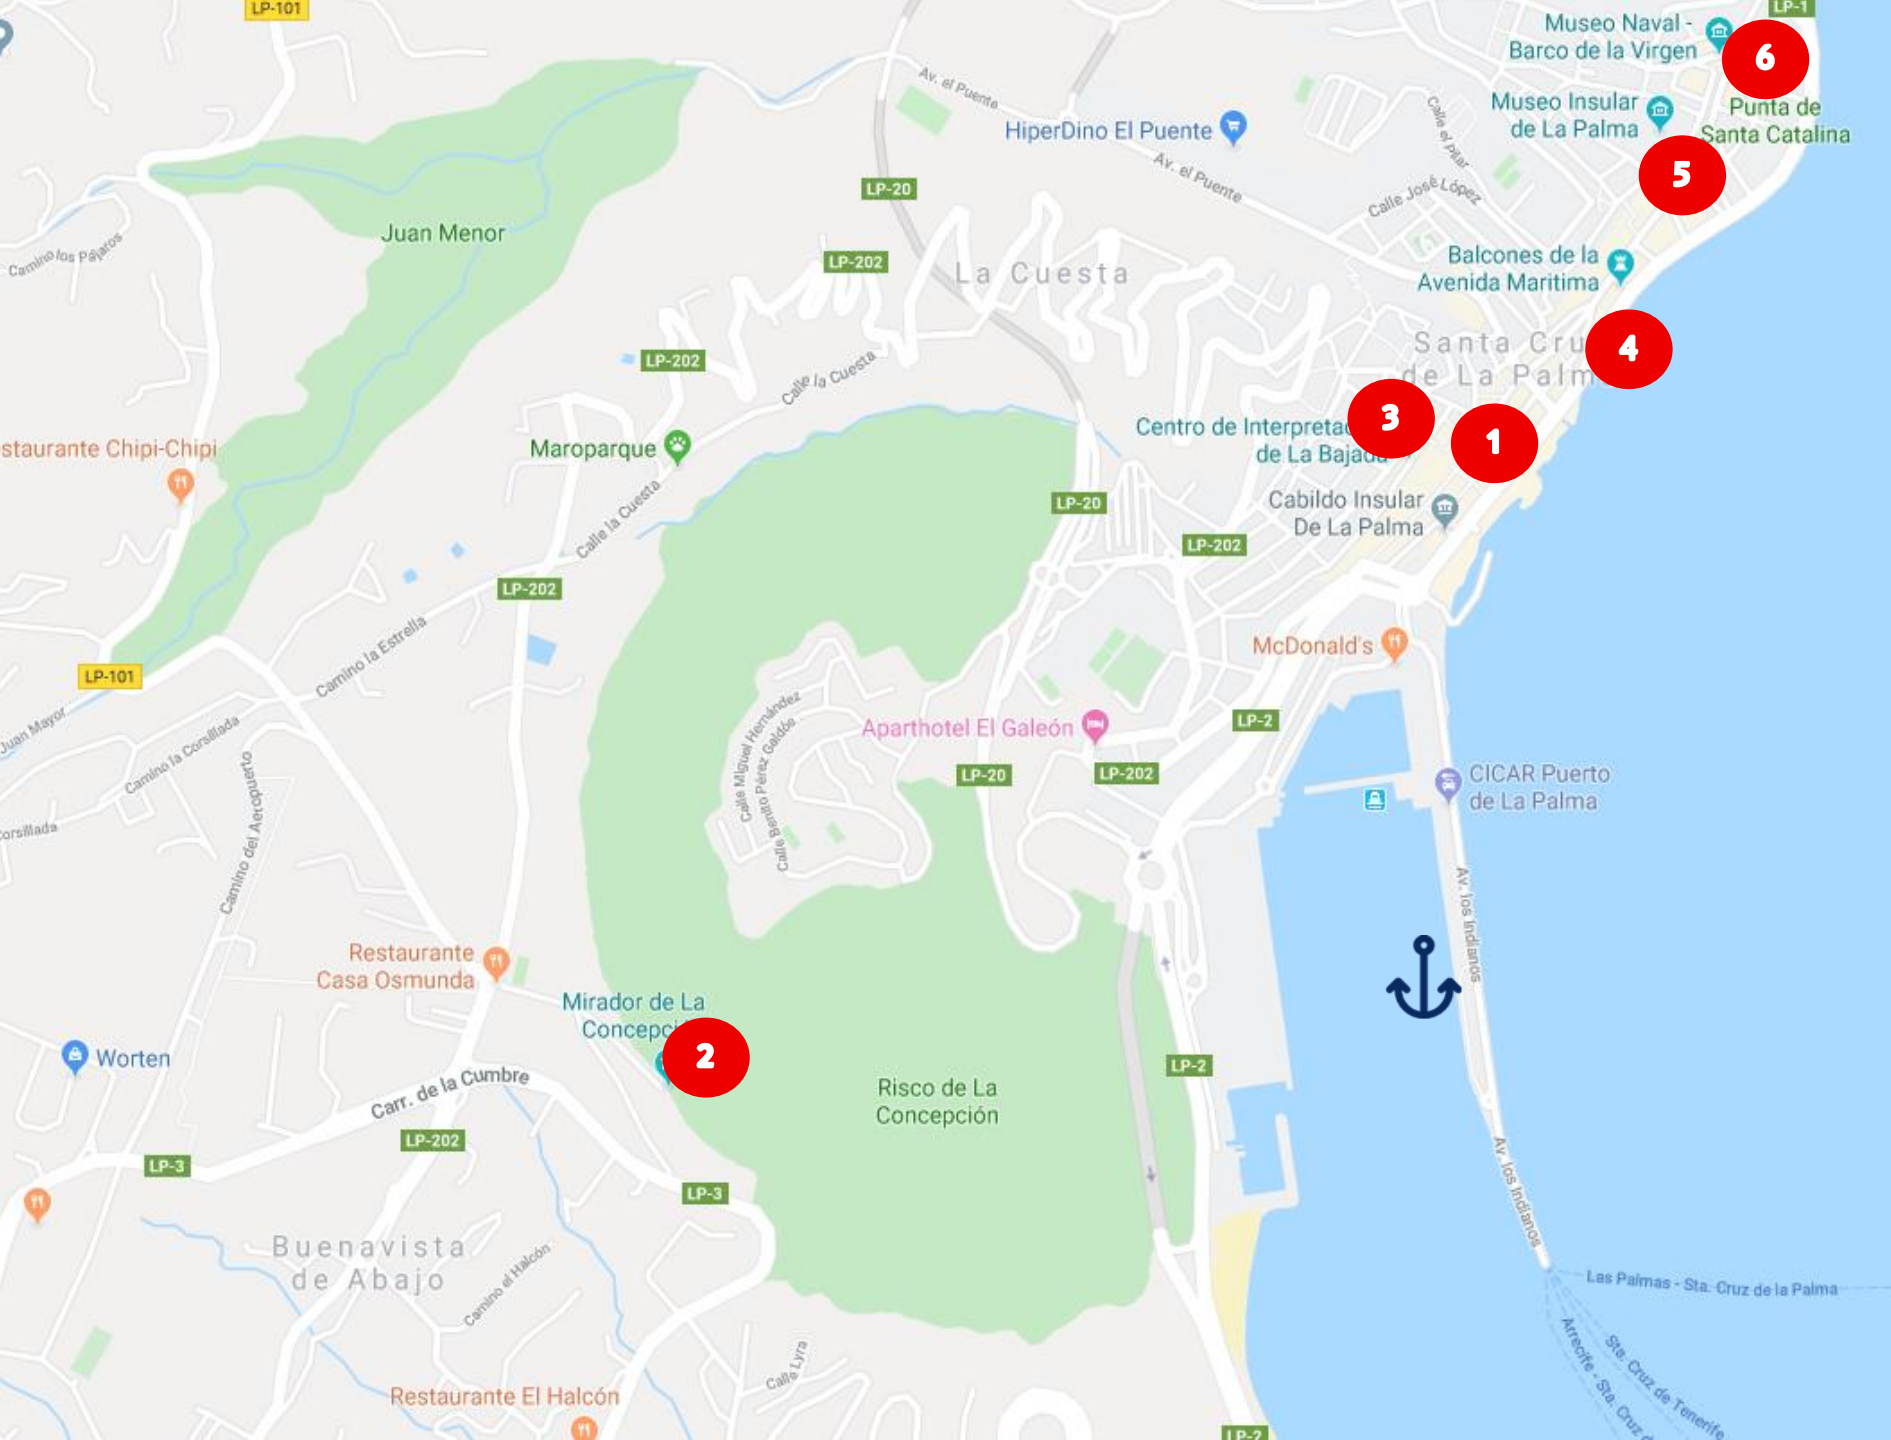 LP-101
LP-1
Museo Naval -
Barco de la Virgen
6
Av. el Puente
Museo Insular
de La Palma
Punta de
Santa Catalina
HiperDino El Puente
Calle el Pilar
Av. el Puente
5
LP-20
Calle José López
Juan Menor
Camino los Pájaros
LP-202
La Cuesta
Balcones de la
Avenida Maritima
LP-202
Santa Cru
de La Palm
4
Calle la Cuesta
3
1
Centro de Interpreta
de La Bajada
staurante Chipi-Chipi
Maroparque
LP-20
Cabildo Insular
De La Palma
Calle la Cuesta
LP-202
LP-202
Camino la Estrella
McDonald's
LP-101
Juan Mayor
Calle Miguel Hernández
Calle Benito Pérez Galdós
Aparthotel El Galeón
LP-2
Camino la Corsillada
LP-20
LP-202
CICAR Puerto
de La Palma
orsillada
Camino del Aeropuerto
Av. los Indianos
Restaurante
Casa Osmunda
Mirador de La
Concepci
2
Worten
LP-2
Carr. de la Cumbre
Risco de La
Concepción
LP-202
LP-3
LP-3
Av. los Indianos
Buenavista
de Abajo
Camino el Halcón
Las Palmas - Sta. Cruz de la Palma
Arrecife - Sta. Cruz d
Sta. Cruz de Tenerife
Calle Lyra
Restaurante El Halcón
LP-2